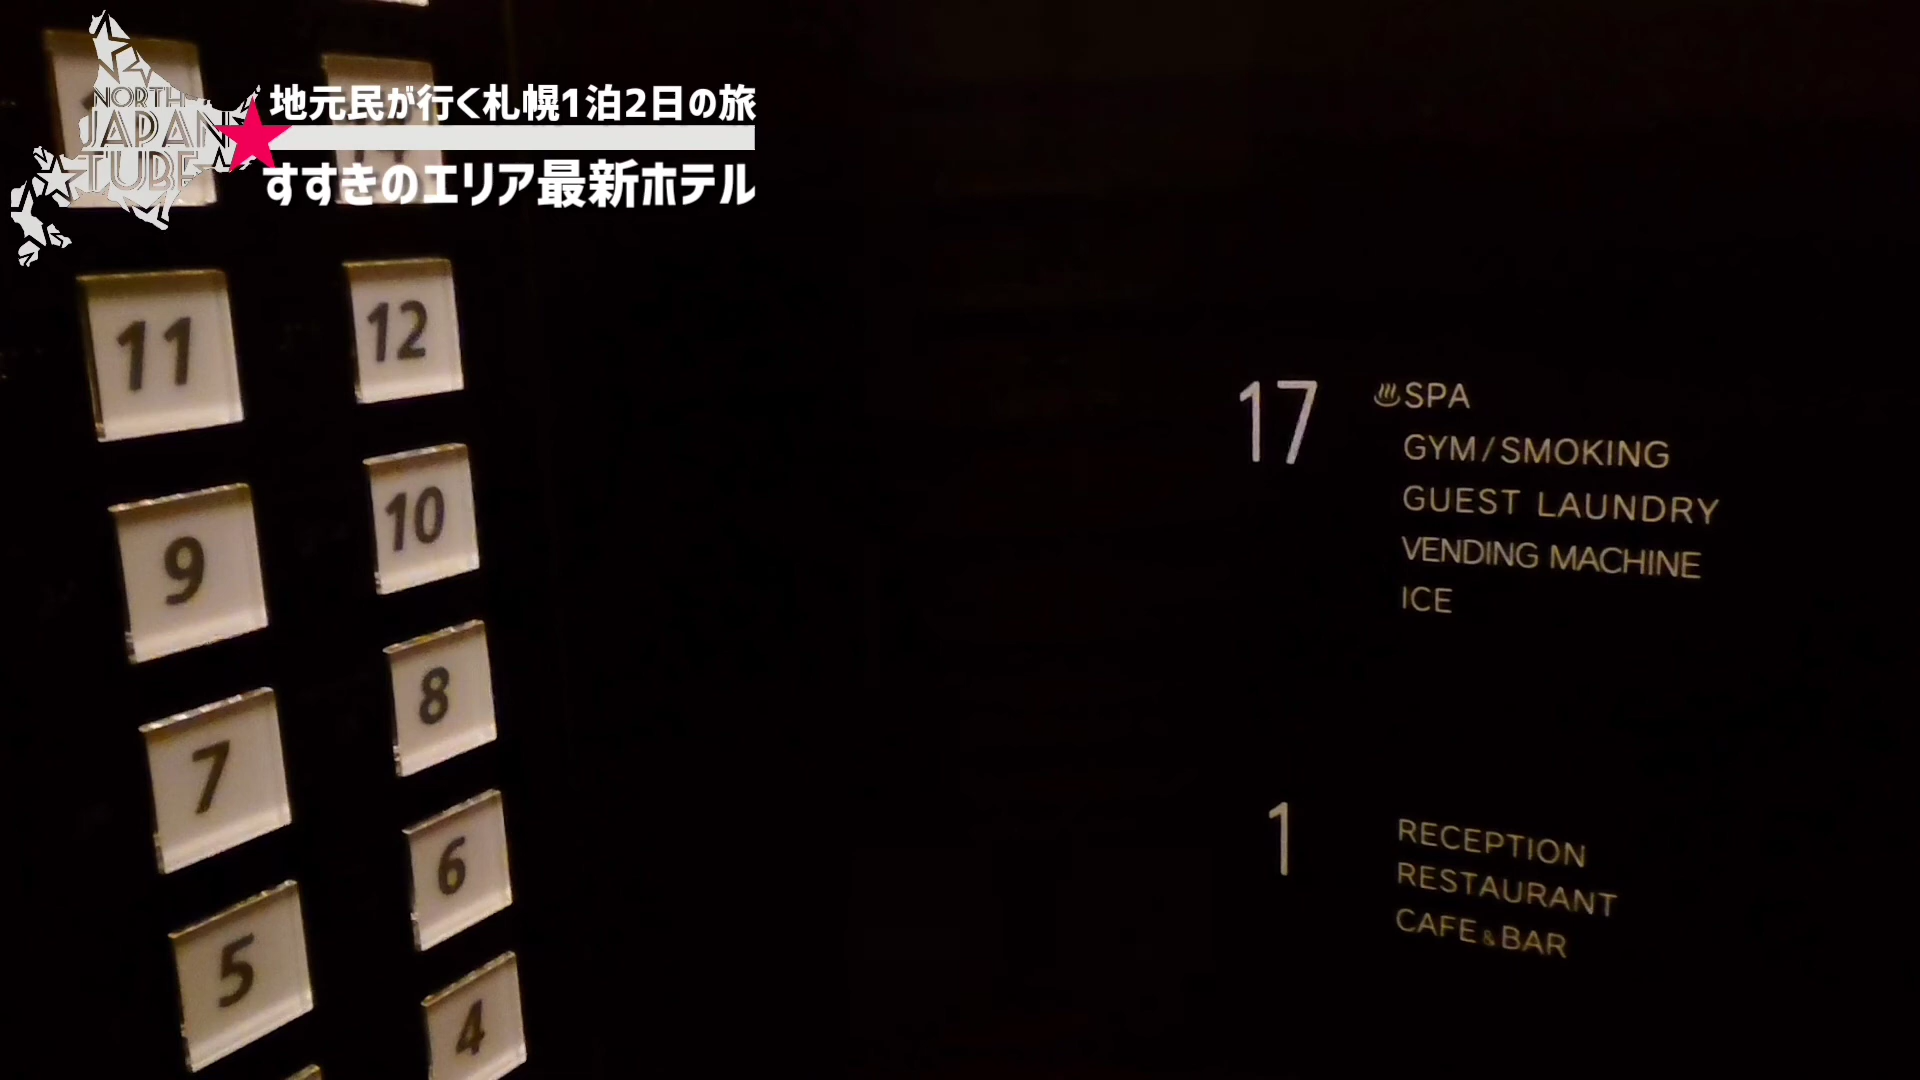 NORTH
JAPAN
TUBE
地元民が行く札幌1泊2日の旅
すすきのエリア最新ホテル
11
12
9
10
7
8
5
6
4
17
♨SPA
GYM/SMOKING
GUEST LAUNDRY
VENDING MACHINE
ICE
1
RECEPTION
RESTAURANT
CAFE&BAR